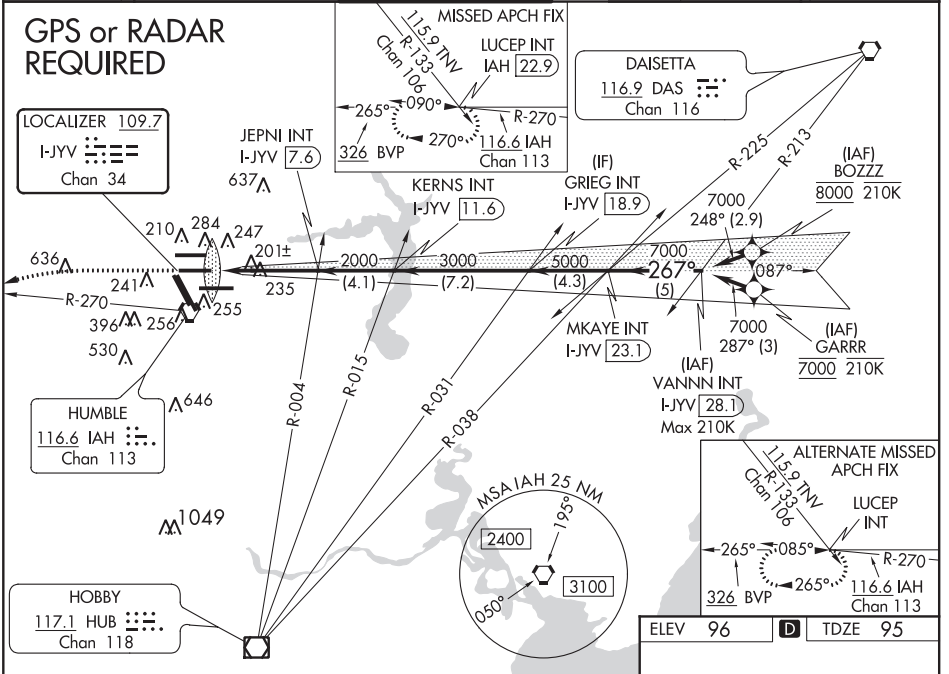 GPS or RADAR
REQUIRED
MISSED APCH FIX
115.9 TNV
R-133
Chan 106
LUCEP INT
IAH 22.9
265°
090°
270°
R-270
326 BVP
116.6 IAH
Chan 113
DAISETTA
116.9 DAS
Chan 116
LOCALIZER 109.7
I-JYV
Chan 34
JEPNI INT
I-JYV 7.6
KERNS INT
I-JYV 11.6
(IF)
GRIEG INT
I-JYV 18.9
R-225
R-213
(IAF)
BOZZZ
8000 210K
7000
248° (2.9)
637
210
284
247
201±
235
636
241
255
256
396
530
646
1049
R-270
2000
(4.1)
3000
(7.2)
5000
(4.3)
7000
267°
(5)
087°
MKAYE INT
I-JYV 23.1
(IAF)
VANNN INT
I-JYV 28.1
Max 210K
7000
287° (3)
(IAF)
GARRR
7000 210K
HUMBLE
116.6 IAH
Chan 113
R-004
R-015
R-031
R-038
MSA IAH 25 NM
195°
2400
3100
050°
HOBBY
117.1 HUB
Chan 118
ALTERNATE MISSED
APCH FIX
115.9 TNV
R-133
Chan 106
LUCEP
INT
265°
085°
265°
R-270
326 BVP
116.6 IAH
Chan 113
ELEV 96 D TDZE 95